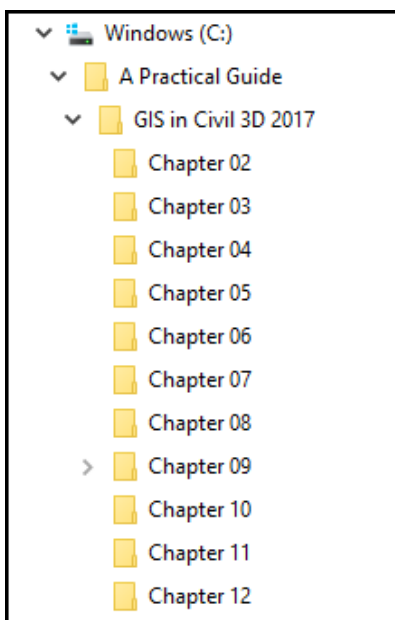 Windows (C:)
A Practical Guide
GIS in Civil 3D 2017
Chapter 02
Chapter 03
Chapter 04
Chapter 05
Chapter 06
Chapter 07
Chapter 08
Chapter 09
Chapter 10
Chapter 11
Chapter 12